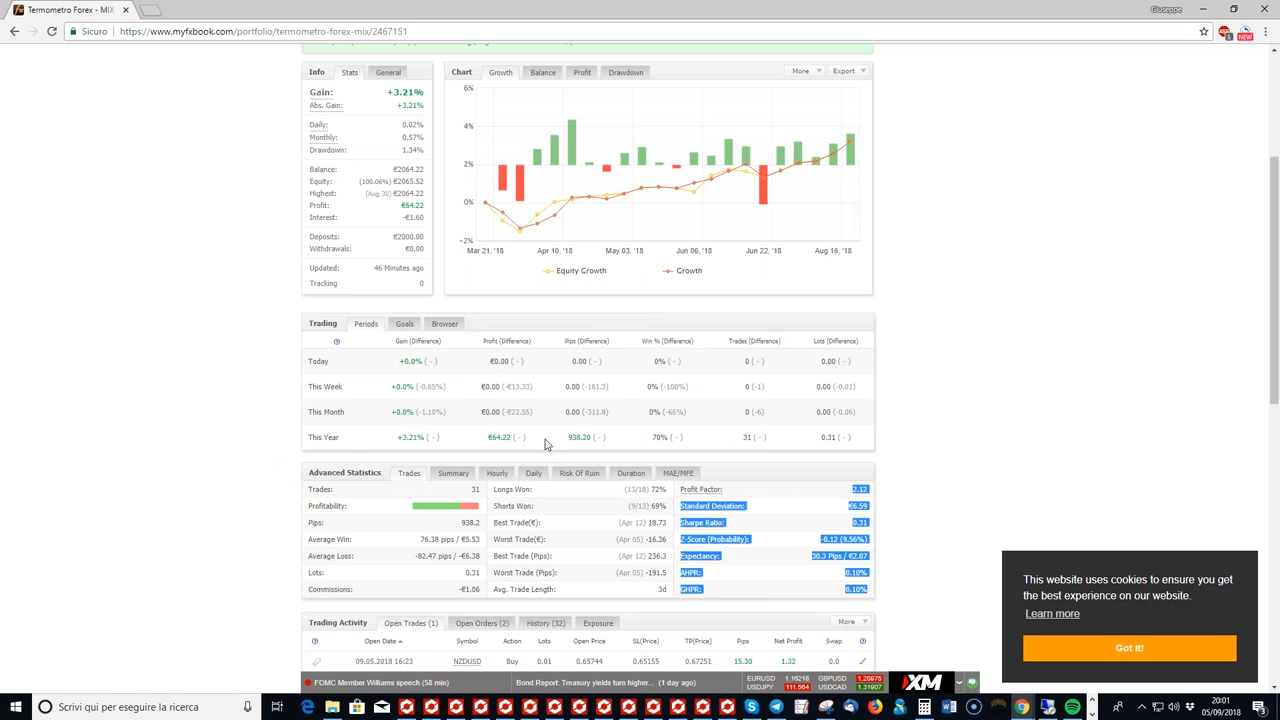 Termometro Forex - MIX
Giuseppe
Sicuro
https://www.myfxbook.com/portfolio/termometro-forex-mix/2467151
5
NEW
Info Stats General
Gain: +3.21%
Abs. Gain: +3.21%
Daily: 0.02%
Monthly: 0.57%
Drawdown: 1.34%
Balance: €2064.22
Equity: (100.06%) €2065.52
Highest: (Aug 30) €2064.22
Profit: €64.22
Interest: -€1.60
Deposits: €2000.00
Withdrawals: €0.00
Updated: 46 Minutes ago
Tracking 0
Chart Growth Balance Profit Drawdown More Export
6%
4%
2%
0%
-2%
Mar 21, '18 Apr 10, '18 May 03, '18 Jun 06, '18 Jun 22, '18 Aug 16, '18
Equity Growth Growth
Trading Periods Goals Browser
Gain (Difference) Profit (Difference) Pips (Difference) Win % (Difference) Trades (Difference) Lots (Difference)
Today +0.0% ( - ) €0.00 ( - ) 0.00 ( - ) 0% ( - ) 0 ( - ) 0.00 ( - )
This Week +0.0% (-0.65%) €0.00 (-€13.33) 0.00 (-161.3) 0% (-100%) 0 (-1) 0.00 (-0.01)
This Month +0.0% (-1.10%) €0.00 (-€22.55) 0.00 (-311.8) 0% (-66%) 0 (-6) 0.00 (-0.06)
This Year +3.21% ( - ) €64.22 ( - ) 938.20 ( - ) 70% ( - ) 31 ( - ) 0.31 ( - )
Advanced Statistics Trades Summary Hourly Daily Risk Of Ruin Duration MAE/MFE
Trades: 31 Longs Won: (13/18) 72% Profit Factor: 2.12
Profitability: Shorts Won: (9/13) 69% Standard Deviation: €6.59
Pips: 938.2 Best Trade(€): (Apr 12) 18.73 Sharpe Ratio: 0.31
Average Win: 76.38 pips / €5.53 Worst Trade(€): (Apr 05) -16.36 Z-Score (Probability): -0.12 (9.56%)
Average Loss: -82.47 pips / -€6.38 Best Trade (Pips): (Apr 12) 236.3 Expectancy: 30.3 Pips / €2.07
Lots: 0.31 Worst Trade (Pips): (Apr 05) -191.5 AHPR: 0.10%
Commissions: -€1.06 Avg. Trade Length: 3d GHPR: 0.10%
Trading Activity Open Trades (1) Open Orders (2) History (32) Exposure More
Open Date Symbol Action Lots Open Price SL(Price) TP(Price) Pips Net Profit Swap
09.05.2018 16:23 NZDUSD Buy 0.01 0.65744 0.65155 0.67251 15.30 1.32 0.0
This website uses cookies to ensure you get
the best experience on our website.
Learn more
Got it!
FOMC Member Williams speech (58 min) Bond Report: Treasury yields turn higher... (1 day ago)
EURUSD 1.16218 GBPUSD 1.28975
USDJPY 111.564 USDCAD 1.31907
XM
Scrivi qui per eseguire la ricerca
20:01
05/09/2018